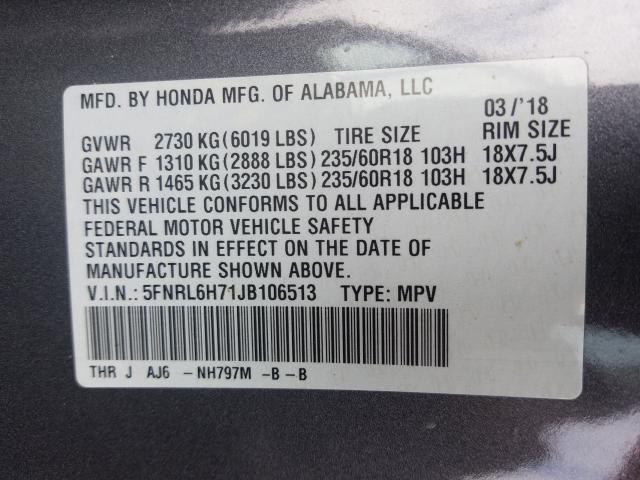 MFD. BY HONDA MFG. OF ALABAMA, LLC 03/'18
GVWR 2730 KG(6019 LBS) TIRE SIZE RIM SIZE
GAWR F 1310 KG(2888 LBS) 235/60R18 103H 18X7.5J
GAWR R 1465 KG(3230 LBS) 235/60R18 103H 18X7.5J
THIS VEHICLE CONFORMS TO ALL APPLICABLE
FEDERAL MOTOR VEHICLE SAFETY
STANDARDS IN EFFECT ON THE DATE OF
MANUFACTURE SHOWN ABOVE.
V.I.N.: 5FNRL6H71JB106513 TYPE: MPV
THR J AJ6 -NH797M -B-B